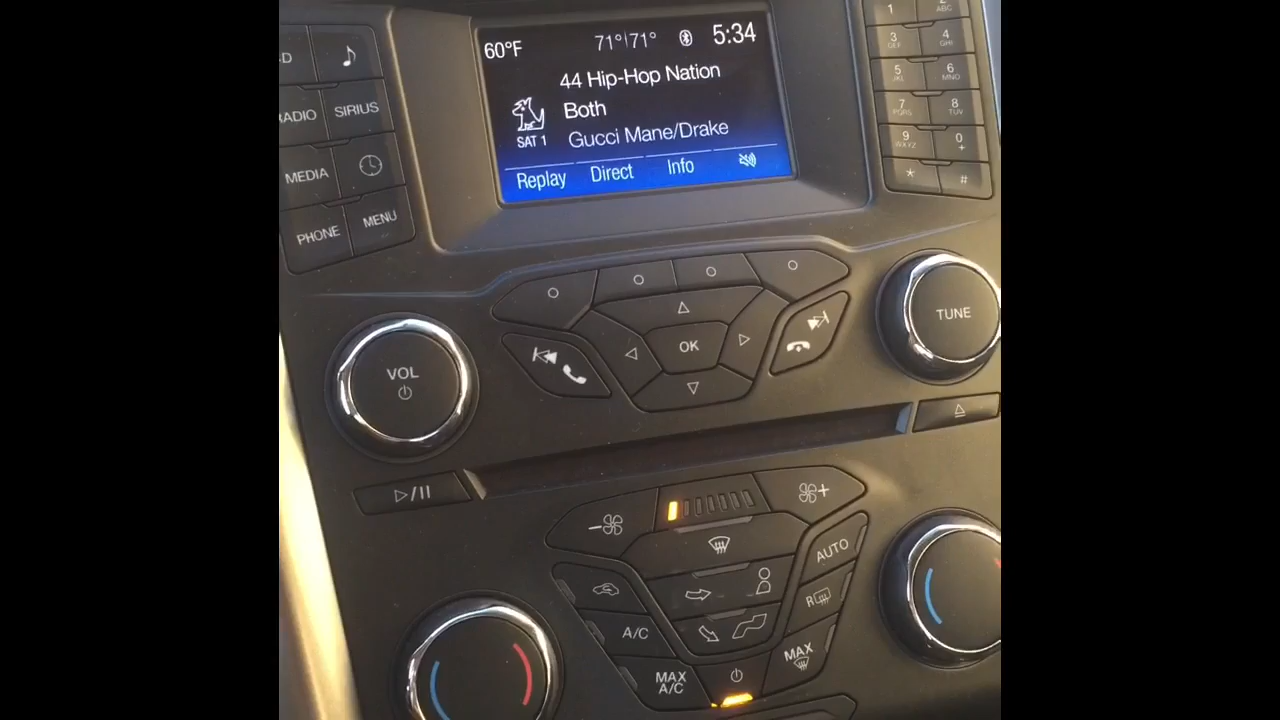 60°F 71°|71° 5:34
44 Hip-Hop Nation
Both
SAT 1 Gucci Mane/Drake
Replay Direct Info
D
RADIO SIRIUS
MEDIA
PHONE MENU
1 2 ABC
3 DEF 4 GHI
5 JKL 6 MNO
7 PQRS 8 TUV
9 WXYZ 0 +
* #
TUNE
OK
VOL
AUTO
A/C R
MAX A/C MAX